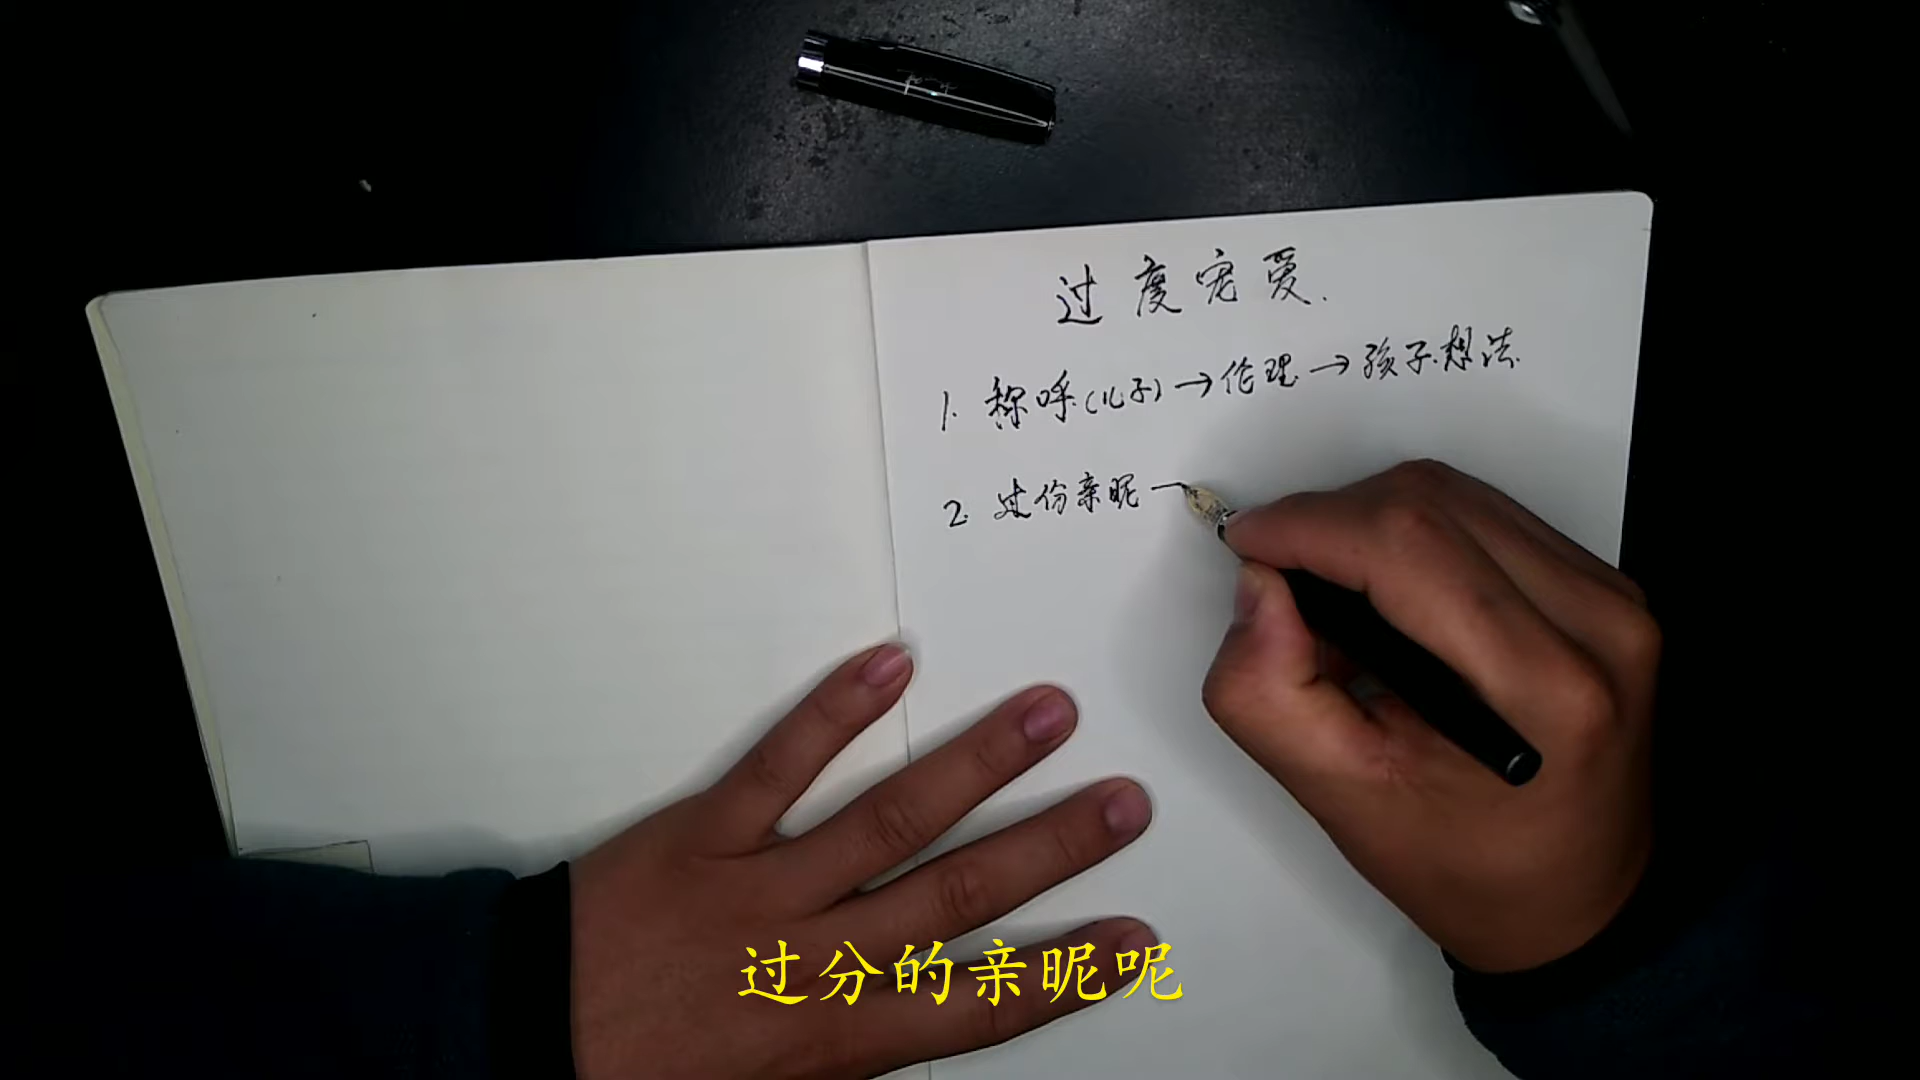 过度宠爱.
1. 称呼(儿子)→伦理→孩子想法.
2. 过份亲昵一
过分的亲昵呢